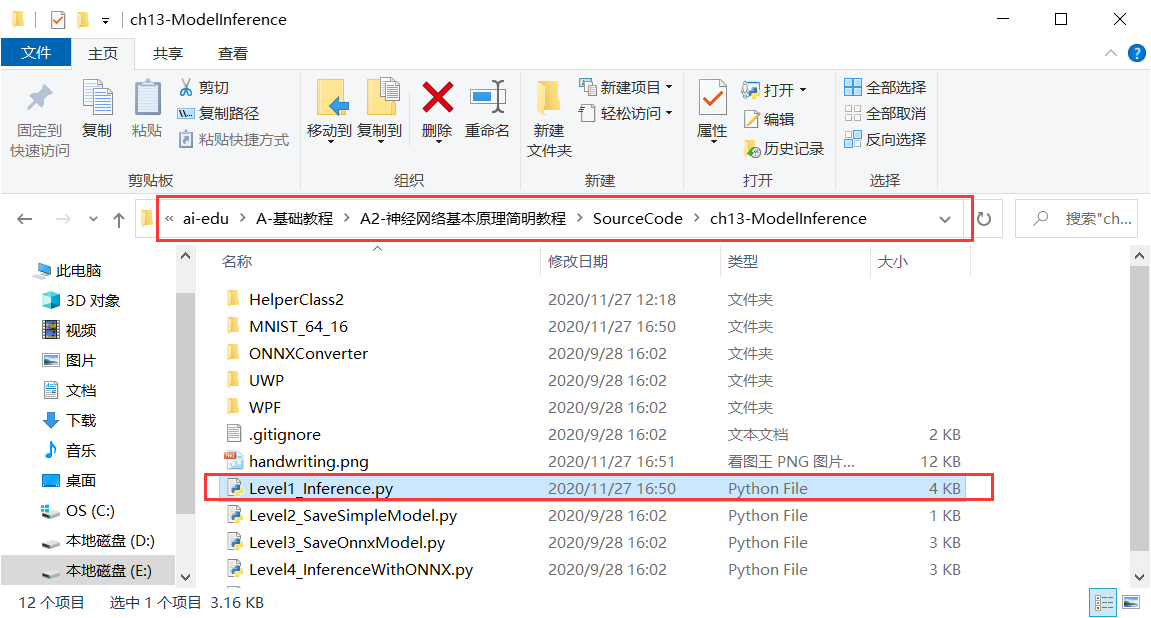 ch13-ModelInference
文件 主页 共享 查看
固定到 快速访问
复制
粘贴
剪切
复制路径
粘贴快捷方式
剪贴板
移动到
复制到
删除
重命名
组织
新建 文件夹
新建项目
轻松访问
新建
属性
打开
编辑
历史记录
打开
全部选择
全部取消
反向选择
选择
« ai-edu > A-基础教程 > A2-神经网络基本原理简明教程 > SourceCode > ch13-ModelInference
搜索"ch...
此电脑
3D 对象
视频
图片
文档
下载
音乐
桌面
OS (C:)
本地磁盘 (D:)
本地磁盘 (E:)
名称 修改日期 类型 大小
HelperClass2 2020/11/27 12:18 文件夹
MNIST_64_16 2020/11/27 16:50 文件夹
ONNXConverter 2020/9/28 16:02 文件夹
UWP 2020/9/28 16:02 文件夹
WPF 2020/9/28 16:02 文件夹
.gitignore 2020/9/28 16:02 文本文档 2 KB
handwriting.png 2020/11/27 16:51 看图王 PNG 图片... 12 KB
Level1_Inference.py 2020/11/27 16:50 Python File 4 KB
Level2_SaveSimpleModel.py 2020/9/28 16:02 Python File 1 KB
Level3_SaveOnnxModel.py 2020/9/28 16:02 Python File 3 KB
Level4_InferenceWithONNX.py 2020/9/28 16:02 Python File 3 KB
12 个项目 选中 1 个项目 3.16 KB